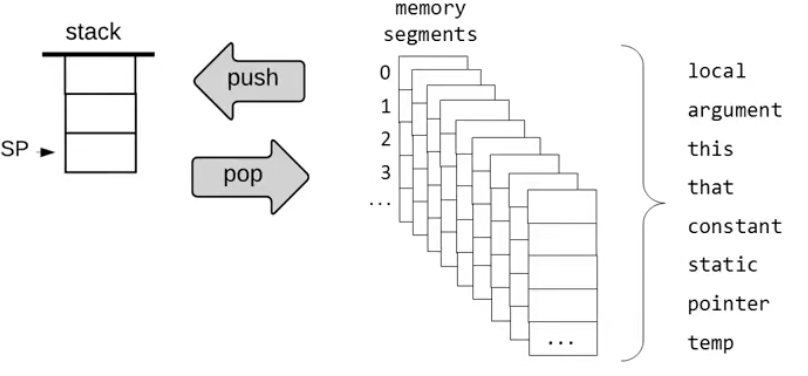 stack
SP
push
pop
memory
segments
0
1
2
3
...
...
local
argument
this
that
constant
static
pointer
temp